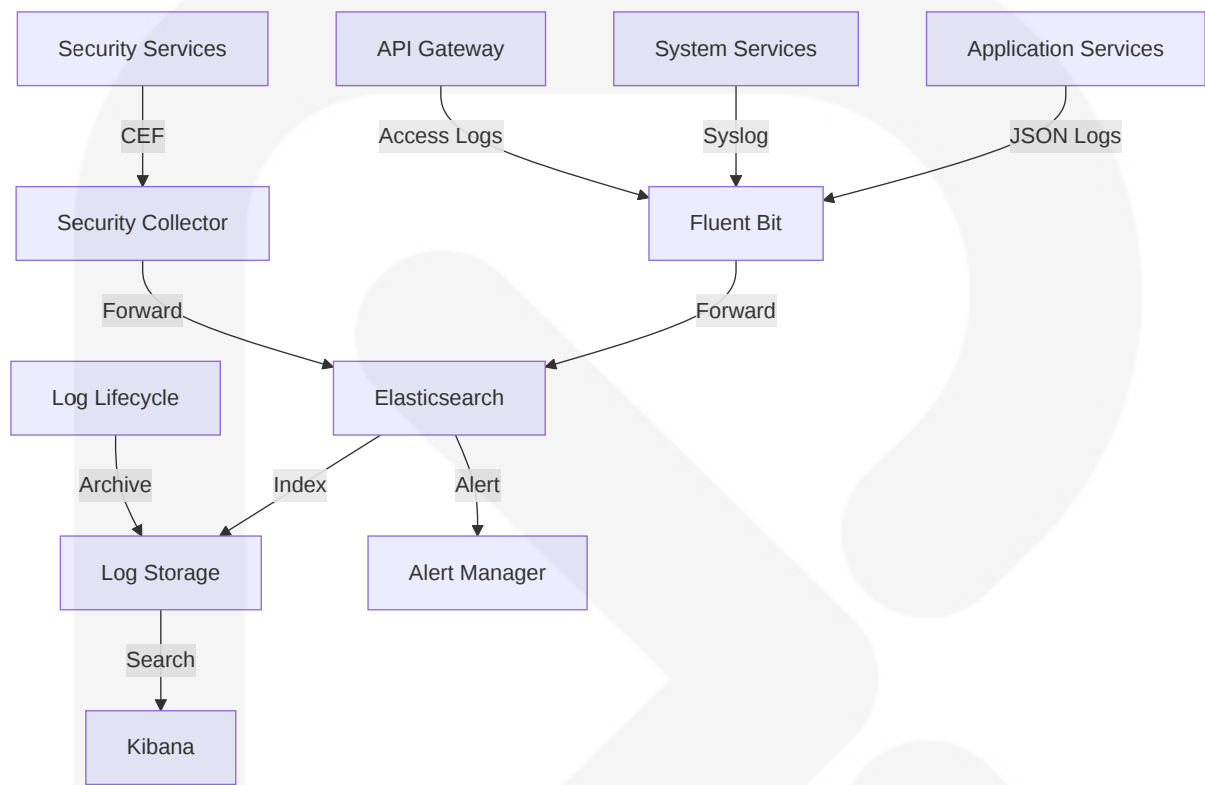 Security Services
API Gateway
System Services
Application Services
CEF
Access Logs
Syslog
JSON Logs
Security Collector
Fluent Bit
Forward
Forward
Log Lifecycle
Elasticsearch
Archive
Index
Alert
Log Storage
Alert Manager
Search
Kibana